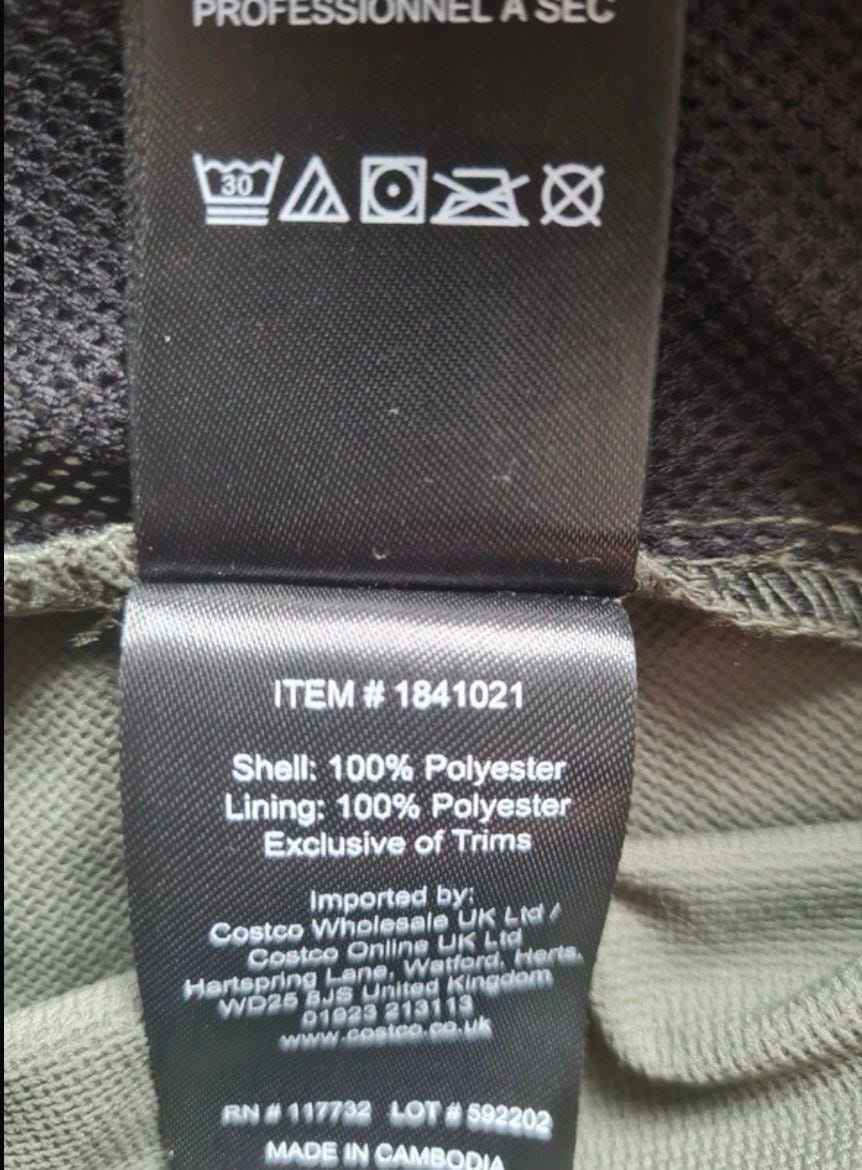 PROFESSIONNEL A SEC
30
ITEM # 1841021
Shell: 100% Polyester
Lining: 100% Polyester
Exclusive of Trims
Imported by:
Costco Wholesale UK Ltd /
Costco Online UK Ltd
Hartspring Lane, Watford, Herts,
WD25 8JS United Kingdom
01923 213113
www.costco.co.uk
RN # 117732 LOT # 592202
MADE IN CAMBODIA